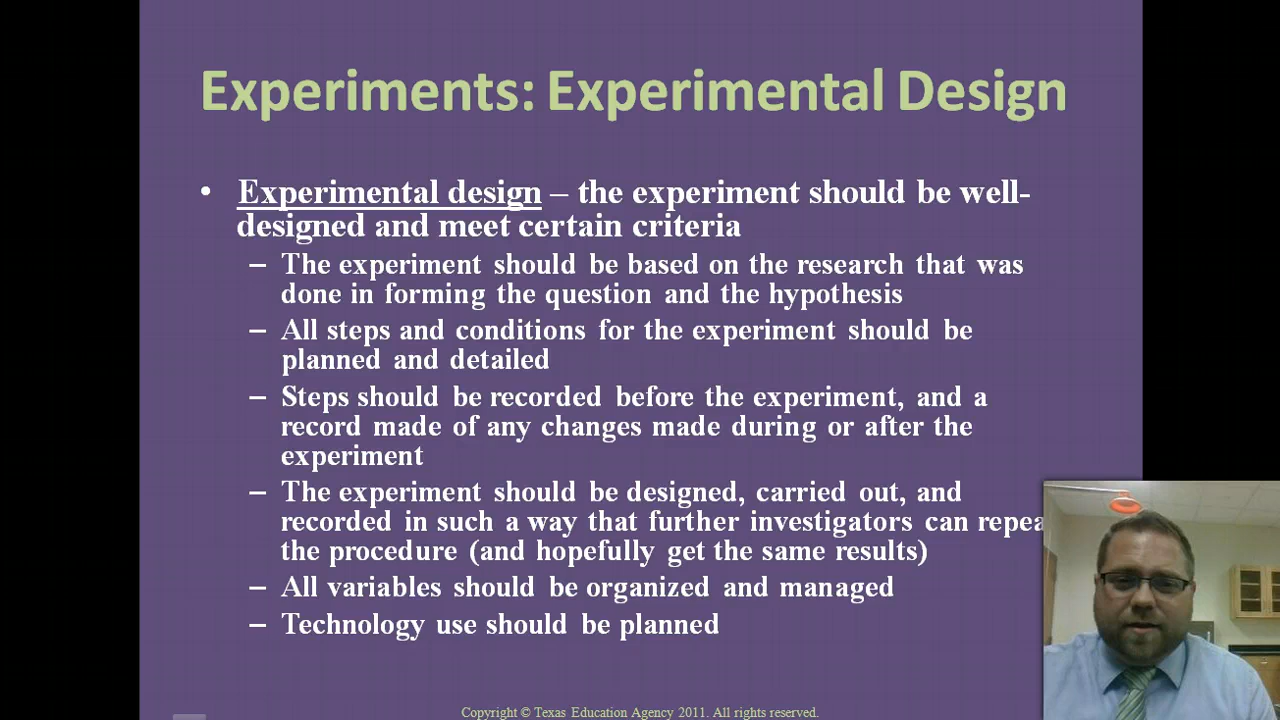 Experiments: Experimental Design
• Experimental design – the experiment should be well-
designed and meet certain criteria
– The experiment should be based on the research that was
done in forming the question and the hypothesis
– All steps and conditions for the experiment should be
planned and detailed
– Steps should be recorded before the experiment, and a
record made of any changes made during or after the
experiment
– The experiment should be designed, carried out, and
recorded in such a way that further investigators can repea
the procedure (and hopefully get the same results)
– All variables should be organized and managed
– Technology use should be planned
Copyright © Texas Education Agency 2011. All rights reserved.